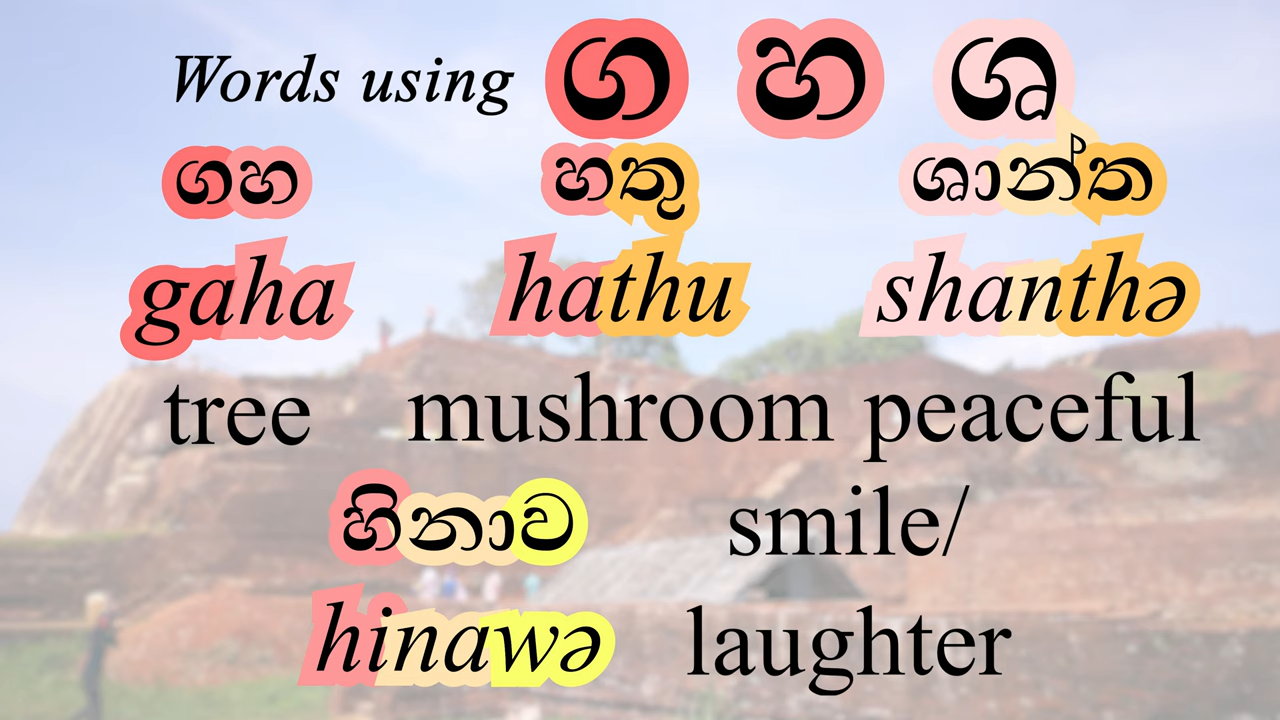 Words using ග හ ශ
ගහ හතු ශාන්ත
gaha hathu shanthə
tree mushroom peaceful
හිනාව smile/
hinawə laughter